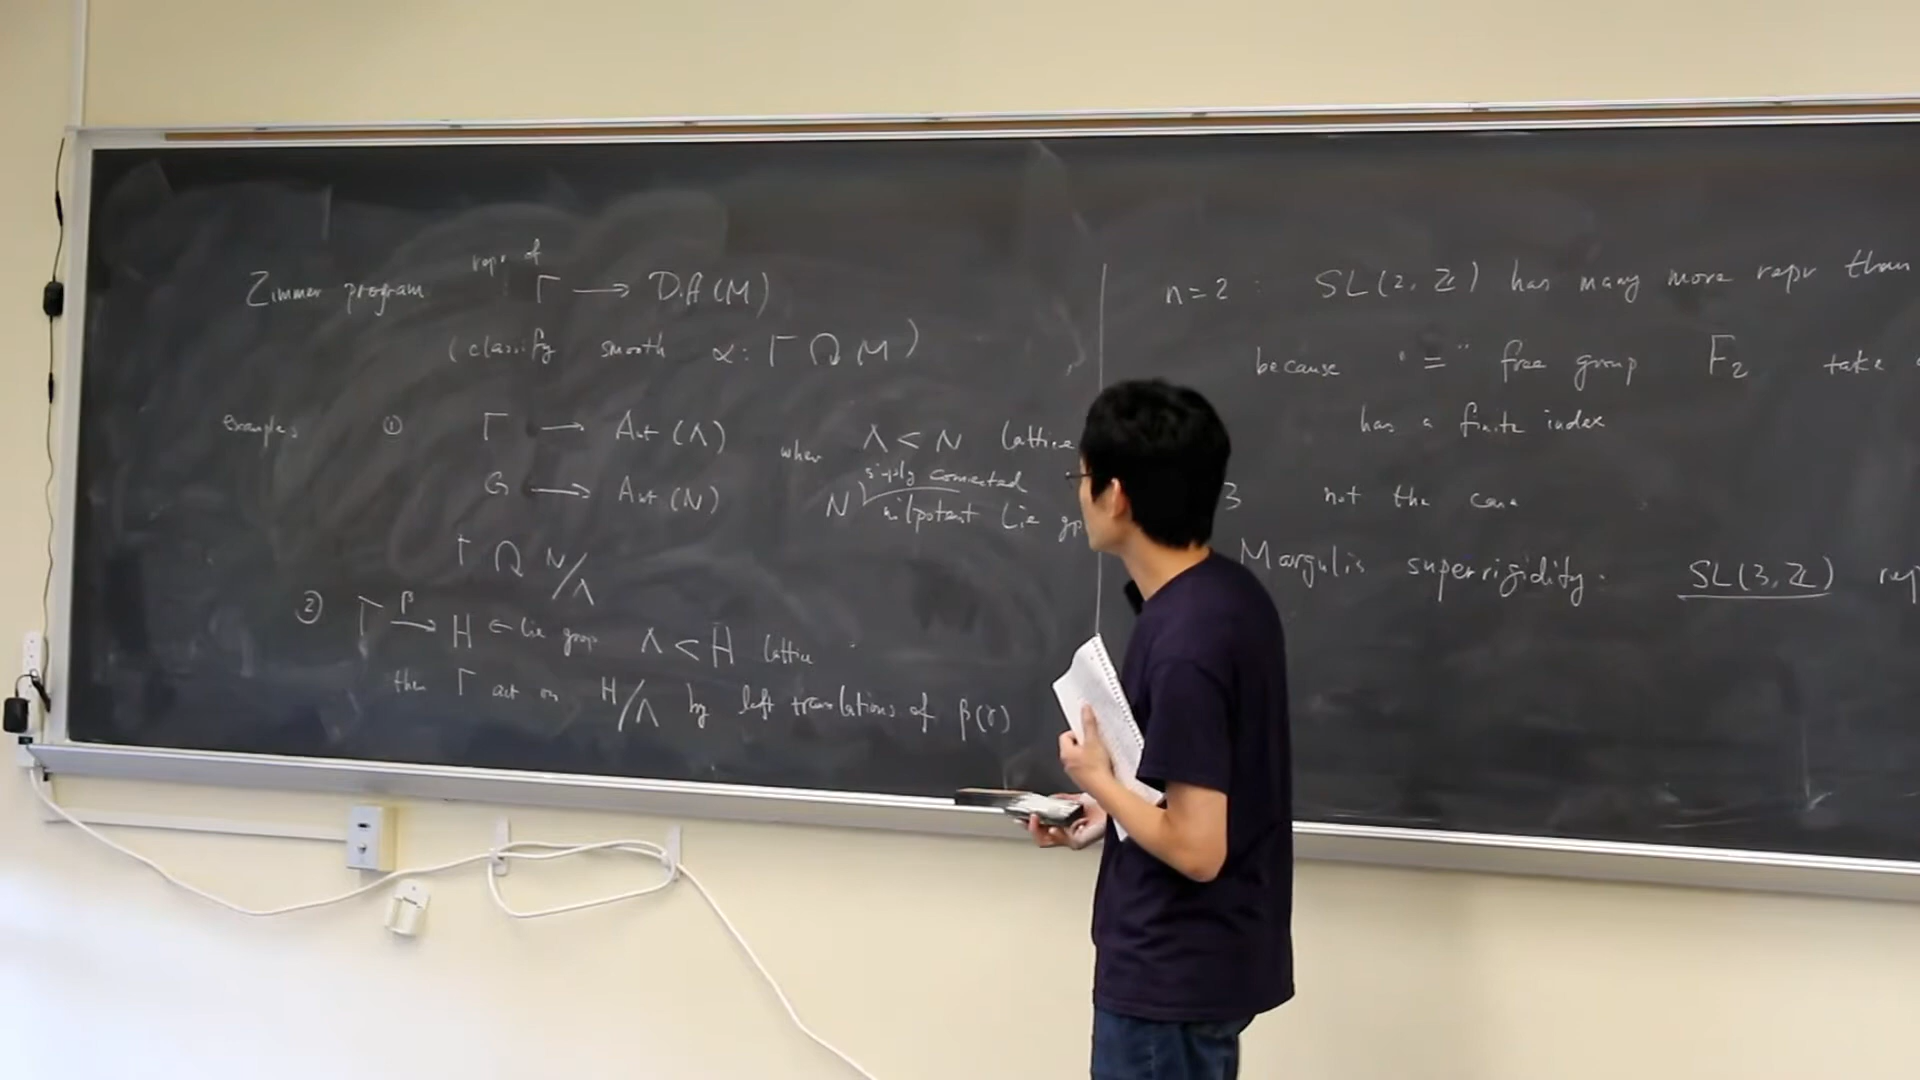 Zimmer program repr of Γ → Diff(M)
(classify smooth α: Γ ↷ M)
examples ① Γ → Aut(Λ) when Λ < N lattice
G → Aut(N) N simply connected nilpotent Lie gp
Γ ↷ N/Λ
② Γ →β H ← Lie group Λ < H lattice
then Γ act on H/Λ by left translations of β(γ)
n=2 : SL(2, Z) has many more repr than
because "=" free group F₂ take
has a finite index
3 not the case
Margulis superrigidity. SL(3, Z)